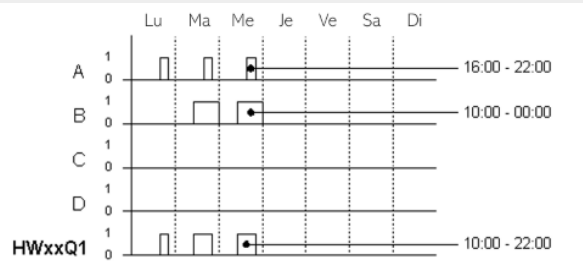 Lu Ma Me Je Ve Sa Di
A 1 0 16:00 - 22:00
B 1 0 10:00 - 00:00
C 1 0
D 1 0
HWxxQ1 1 0 10:00 - 22:00